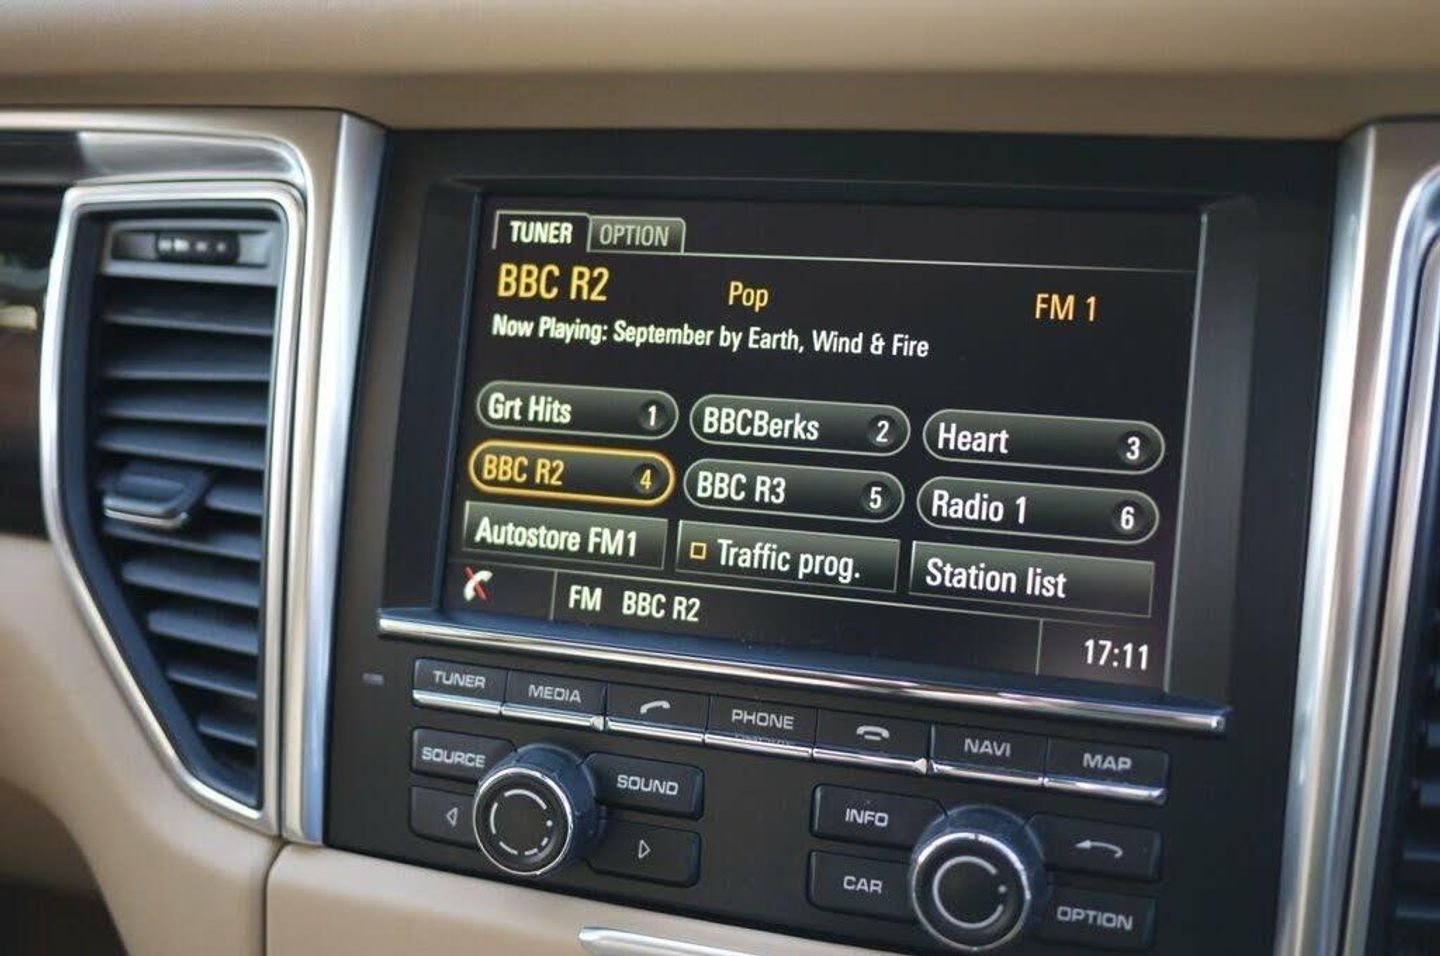 TUNER OPTION
BBC R2 Pop FM 1
Now Playing: September by Earth, Wind & Fire
Grt Hits 1 BBCBerks 2 Heart 3
BBC R2 4 BBC R3 5 Radio 1 6
Autostore FM1 Traffic prog. Station list
FM BBC R2 17:11
TUNER MEDIA PHONE NAVI MAP
SOURCE SOUND INFO
CAR OPTION